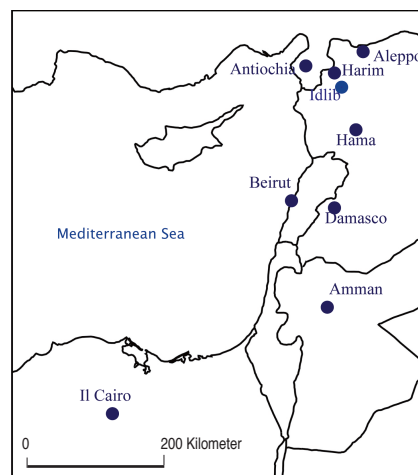 Aleppo
Antiochia
Harim
Idlib
Hama
Beirut
Damasco
Mediterranean Sea
Amman
Il Cairo
0
200 Kilometer